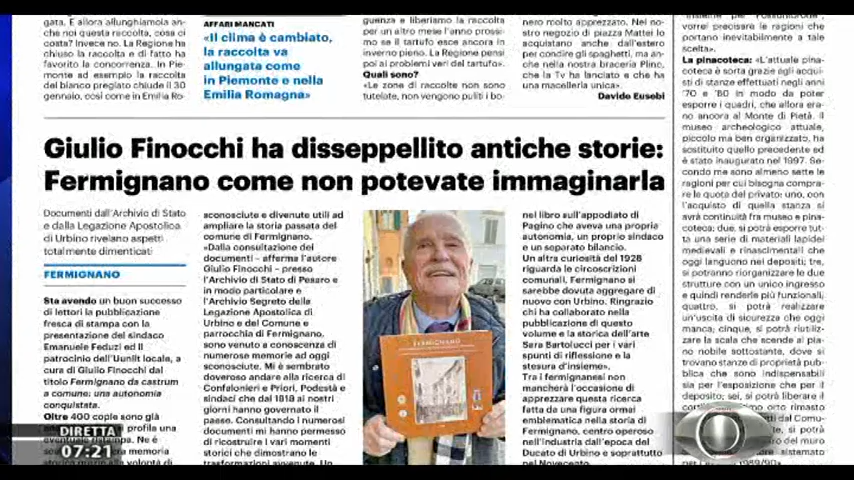 gata. E allora allunghiamola an-
che noi questa raccolta, cosa ci
costa? Invece no. La Regione ha
chiuso la raccolta e di fatto ha
favorito la concorrenza. In Pie-
monte ad esempio la raccolta
del bianco pregiato chiude il 30
gennaio, così come in Emilia Ro-
AFFARI MANCATI
«Il clima è cambiato,
la raccolta va
allungata come
in Piemonte e nella
Emilia Romagna»
guenza e liberiamo la raccolta
per un altro mese l'anno prossi-
mo se il tartufo esce ancora in
inverno pieno. La Regione pensi
poi ai problemi veri del tartufo».
Quali sono?
«Le zone di raccolte non sono
tutelate, non vengono puliti i bo-
nero molto apprezzato. Nel no-
stro negozio di piazza Mattei lo
acquistano anche dall'estero
per condire gli spaghetti, ma an-
che nella nostra braceria Plinc,
che la Tv ha lanciato e che ha
una macelleria unica».
Davide Eusebi
Giulio Finocchi ha disseppellito antiche storie:
Fermignano come non potevate immaginarla
Documenti dall'Archivio di Stato
e dalla Legazione Apostolica
di Urbino rivelano aspetti
totalmente dimenticati
FERMIGNANO
Sta avendo un buon successo
di lettori la pubblicazione
fresca di stampa con la
presentazione del sindaco
Emanuele Feduzi ed il
patrocinio dell'Uunlit locale, a
cura di Giulio Finocchi dal
titolo Fermignano da castrum
a comune: una autonomia
conquistata.
Oltre 400 copie sono già
profila una
eventuale ristampa. Ne è
memoria
sconosciute e divenute utili ad
ampliare la storia passata del
comune di Fermignano.
«Dalla consultazione dei
documenti – afferma l'autore
Giulio Finocchi – presso
l'Archivio di Stato di Pesaro e
in modo particolare e
l'Archivio Segreto della
Legazione Apostolica di
Urbino e del Comune e
parrocchia di Fermignano,
sono venuto a conoscenza di
numerose memorie ad oggi
sconosciute. Mi è sembrato
doveroso andare alla ricerca di
Confalonieri e Priori, Podestà e
sindaci che dal 1818 ai nostri
giorni hanno governato il
paese. Consultando i numerosi
documenti mi hanno permesso
di ricostruire i vari momenti
storici che dimostrano le
trasformazioni avvenute. Un
FERMIGNANO
nel libro sull'appodiato di
Pagino che aveva una propria
autonomia, un proprio sindaco
e un separato bilancio.
Un altra curiosità del 1928
riguarda le circoscrizioni
comunali, Fermignano si
sarebbe dovuta aggregare di
nuovo con Urbino. Ringrazio
chi ha collaborato nella
pubblicazione di questo
volume e la storica dell'arte
Sara Bartolucci per i vari
spunti di riflessione e la
stesura d'insieme».
Tra i fermignanesi non
mancherà l'occasione di
apprezzare questa ricerca
fatta da una figura ormai
emblematica nella storia di
Fermignano, centro operoso
nell'industria dall'epoca del
Ducato di Urbino e soprattutto
nel Novecento.
vorrei precisare le ragioni che
portano inevitabilmente a tale
scelta».
La pinacoteca: «L'attuale pina-
coteca è sorta grazie agli acqui-
sti di stanze effettuati negli anni
'70 e '80 in modo da poter
esporre i quadri, che allora era-
no ancora al Monte di Pietà. Il
museo archeologico attuale,
piccolo ma ben organizzato, ha
sostituito quello precedente ed
è stato inaugurato nel 1997. Sec-
ondo me sono almeno sette le
ragioni per cui bisogna compra-
re le quota del privato: uno, con
l'acquisto di quella stanza si
avrà continuità fra museo e pina-
coteca; due, si potrà esporre tut-
ta una serie di materiali lapidei
medievali e rinascimentali che
oggi languono nei depositi; tre,
si potranno riorganizzare le due
strutture con un unico ingresso
e quindi renderle più funzionali;
quattro, si potrà realizzare
un'uscita di sicurezza che oggi
manca; cinque, si potrà riutiliz-
zare la scala che scende al pia-
no nobile sottostante, dove si
trovano stanze di proprietà pubb-
lica che sono indispensabili
sia per l'esposizione che per il
deposito; sei, si potrà liberare il
orto rimasto
DIRETTA
07:21